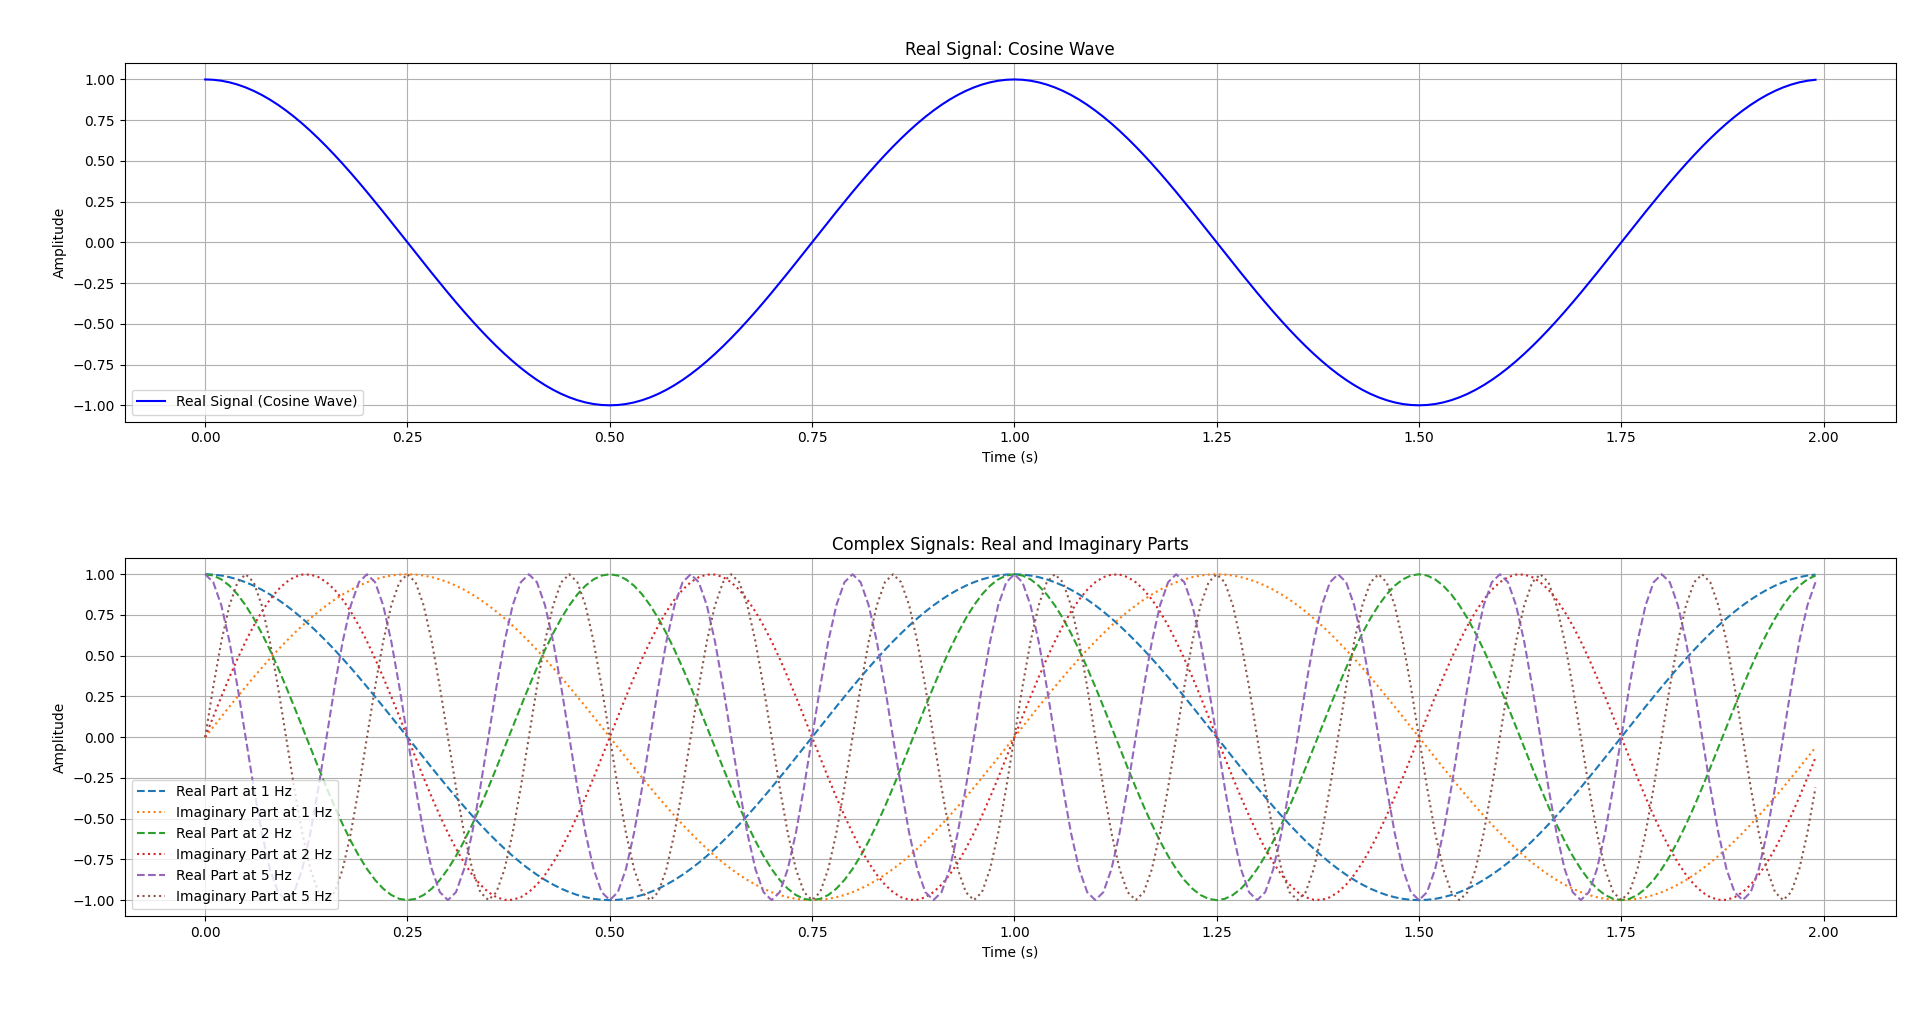 Real Signal: Cosine Wave
1.00
0.75
0.50
0.25
0.00
−0.25
−0.50
−0.75
−1.00
Amplitude
Real Signal (Cosine Wave)
0.00 0.25 0.50 0.75 1.00 1.25 1.50 1.75 2.00
Time (s)
Complex Signals: Real and Imaginary Parts
1.00
0.75
0.50
0.25
0.00
−0.25
−0.50
−0.75
−1.00
Amplitude
Real Part at 1 Hz
Imaginary Part at 1 Hz
Real Part at 2 Hz
Imaginary Part at 2 Hz
Real Part at 5 Hz
Imaginary Part at 5 Hz
0.00 0.25 0.50 0.75 1.00 1.25 1.50 1.75 2.00
Time (s)